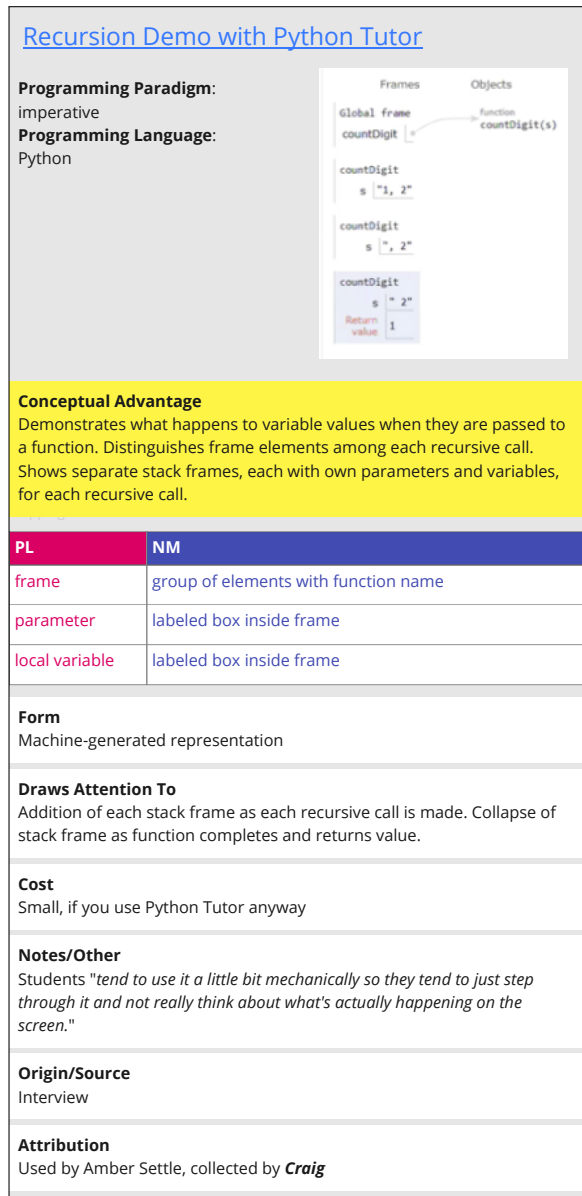 Recursion Demo with Python Tutor
Programming Paradigm:
imperative
Programming Language:
Python
Frames Objects
Global frame
countDigit
function
countDigit(s)
countDigit
s "1, 2"
countDigit
s ", 2"
countDigit
s " 2"
Return
value 1
Conceptual Advantage
Demonstrates what happens to variable values when they are passed to
a function. Distinguishes frame elements among each recursive call.
Shows separate stack frames, each with own parameters and variables,
for each recursive call.
PL NM
frame group of elements with function name
parameter labeled box inside frame
local variable labeled box inside frame
Form
Machine-generated representation
Draws Attention To
Addition of each stack frame as each recursive call is made. Collapse of
stack frame as function completes and returns value.
Cost
Small, if you use Python Tutor anyway
Notes/Other
Students "tend to use it a little bit mechanically so they tend to just step
through it and not really think about what's actually happening on the
screen."
Origin/Source
Interview
Attribution
Used by Amber Settle, collected by Craig